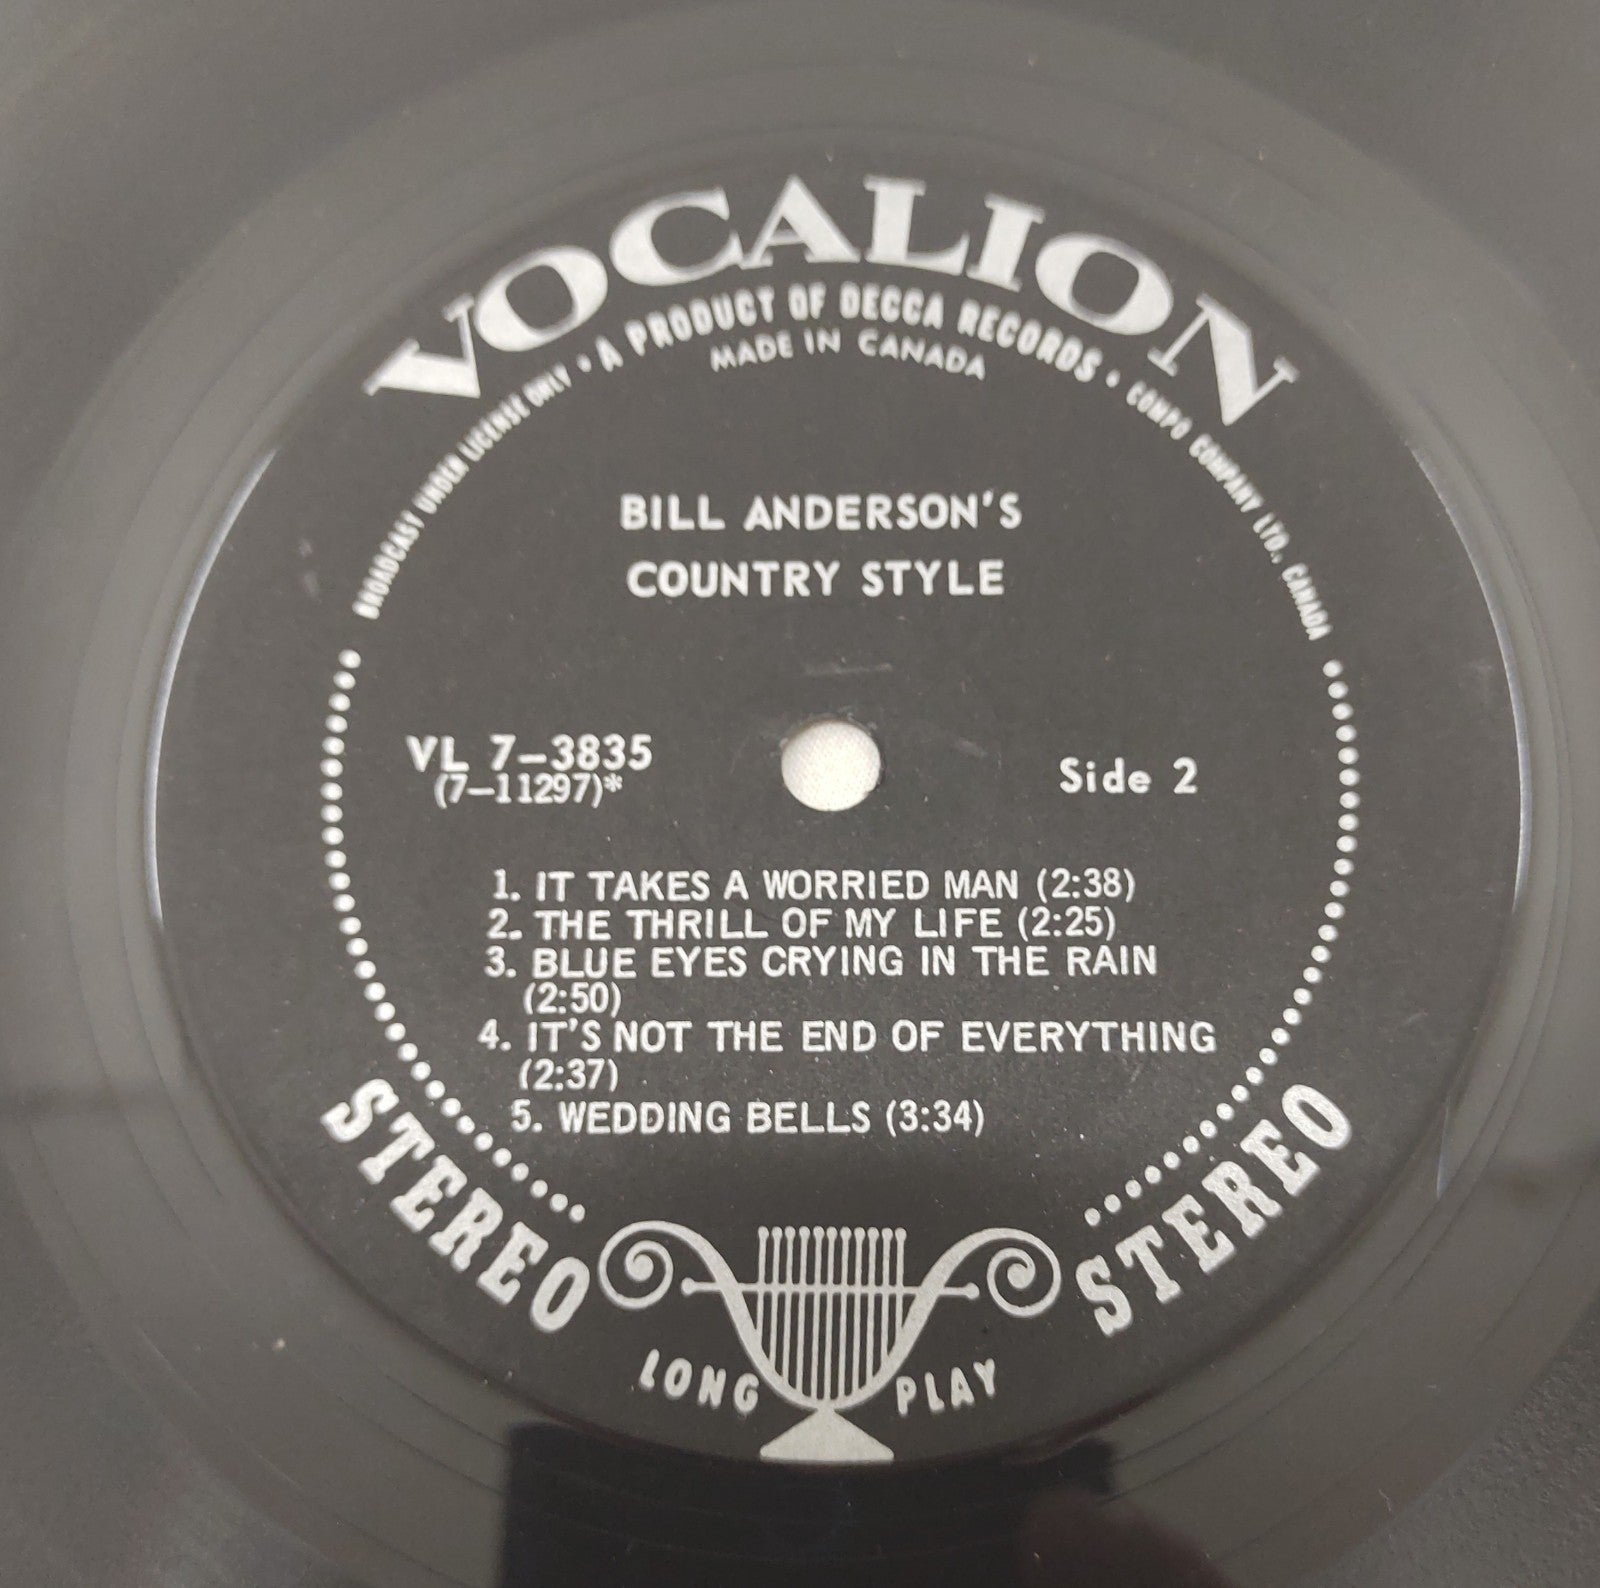 VOCALION
BROADCAST UNDER LICENSE ONLY • A PRODUCT OF DECCA RECORDS • COMPO COMPANY LTD., CANADA
MADE IN CANADA
BILL ANDERSON'S
COUNTRY STYLE
VL 7-3835
(7-11297)*
Side 2
1. IT TAKES A WORRIED MAN (2:38)
2. THE THRILL OF MY LIFE (2:25)
3. BLUE EYES CRYING IN THE RAIN
(2:50)
4. IT'S NOT THE END OF EVERYTHING
(2:37)
5. WEDDING BELLS (3:34)
STEREO
STEREO
LONG PLAY